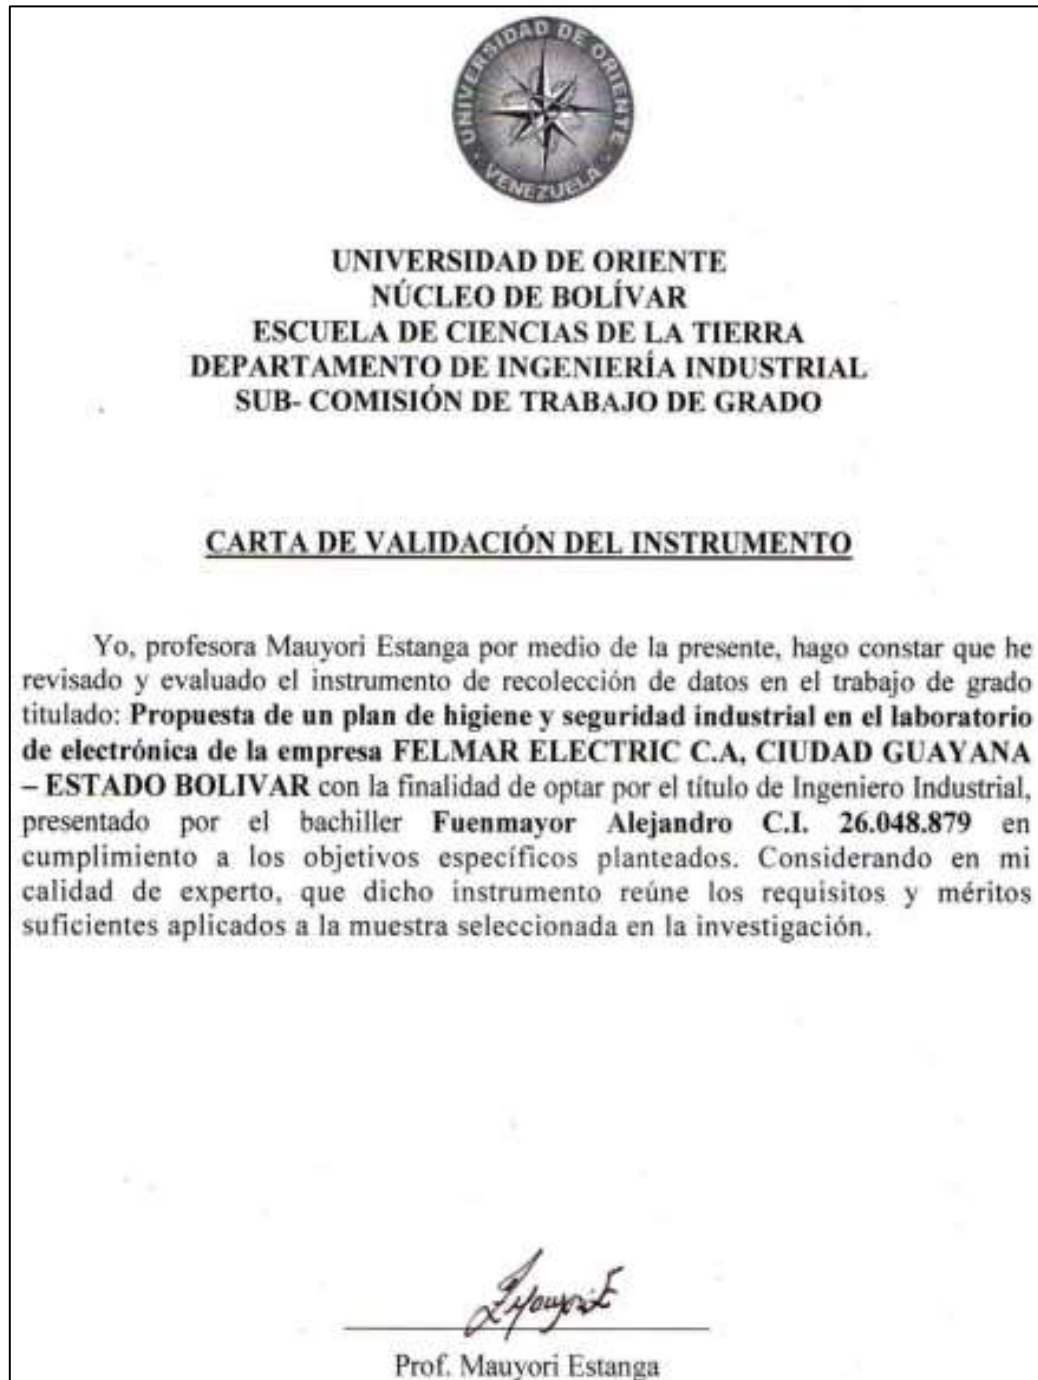 UNIVERSIDAD DE ORIENTE
VENEZUELA
UNIVERSIDAD DE ORIENTE
NÚCLEO DE BOLÍVAR
ESCUELA DE CIENCIAS DE LA TIERRA
DEPARTAMENTO DE INGENIERÍA INDUSTRIAL
SUB- COMISIÓN DE TRABAJO DE GRADO
CARTA DE VALIDACIÓN DEL INSTRUMENTO
Yo, profesora Mauyori Estanga por medio de la presente, hago constar que he
revisado y evaluado el instrumento de recolección de datos en el trabajo de grado
titulado: Propuesta de un plan de higiene y seguridad industrial en el laboratorio
de electrónica de la empresa FELMAR ELECTRIC C.A, CIUDAD GUAYANA
– ESTADO BOLIVAR con la finalidad de optar por el título de Ingeniero Industrial,
presentado por el bachiller Fuenmayor Alejandro C.I. 26.048.879 en
cumplimiento a los objetivos específicos planteados. Considerando en mi
calidad de experto, que dicho instrumento reúne los requisitos y méritos
suficientes aplicados a la muestra seleccionada en la investigación.
Prof. Mauyori Estanga